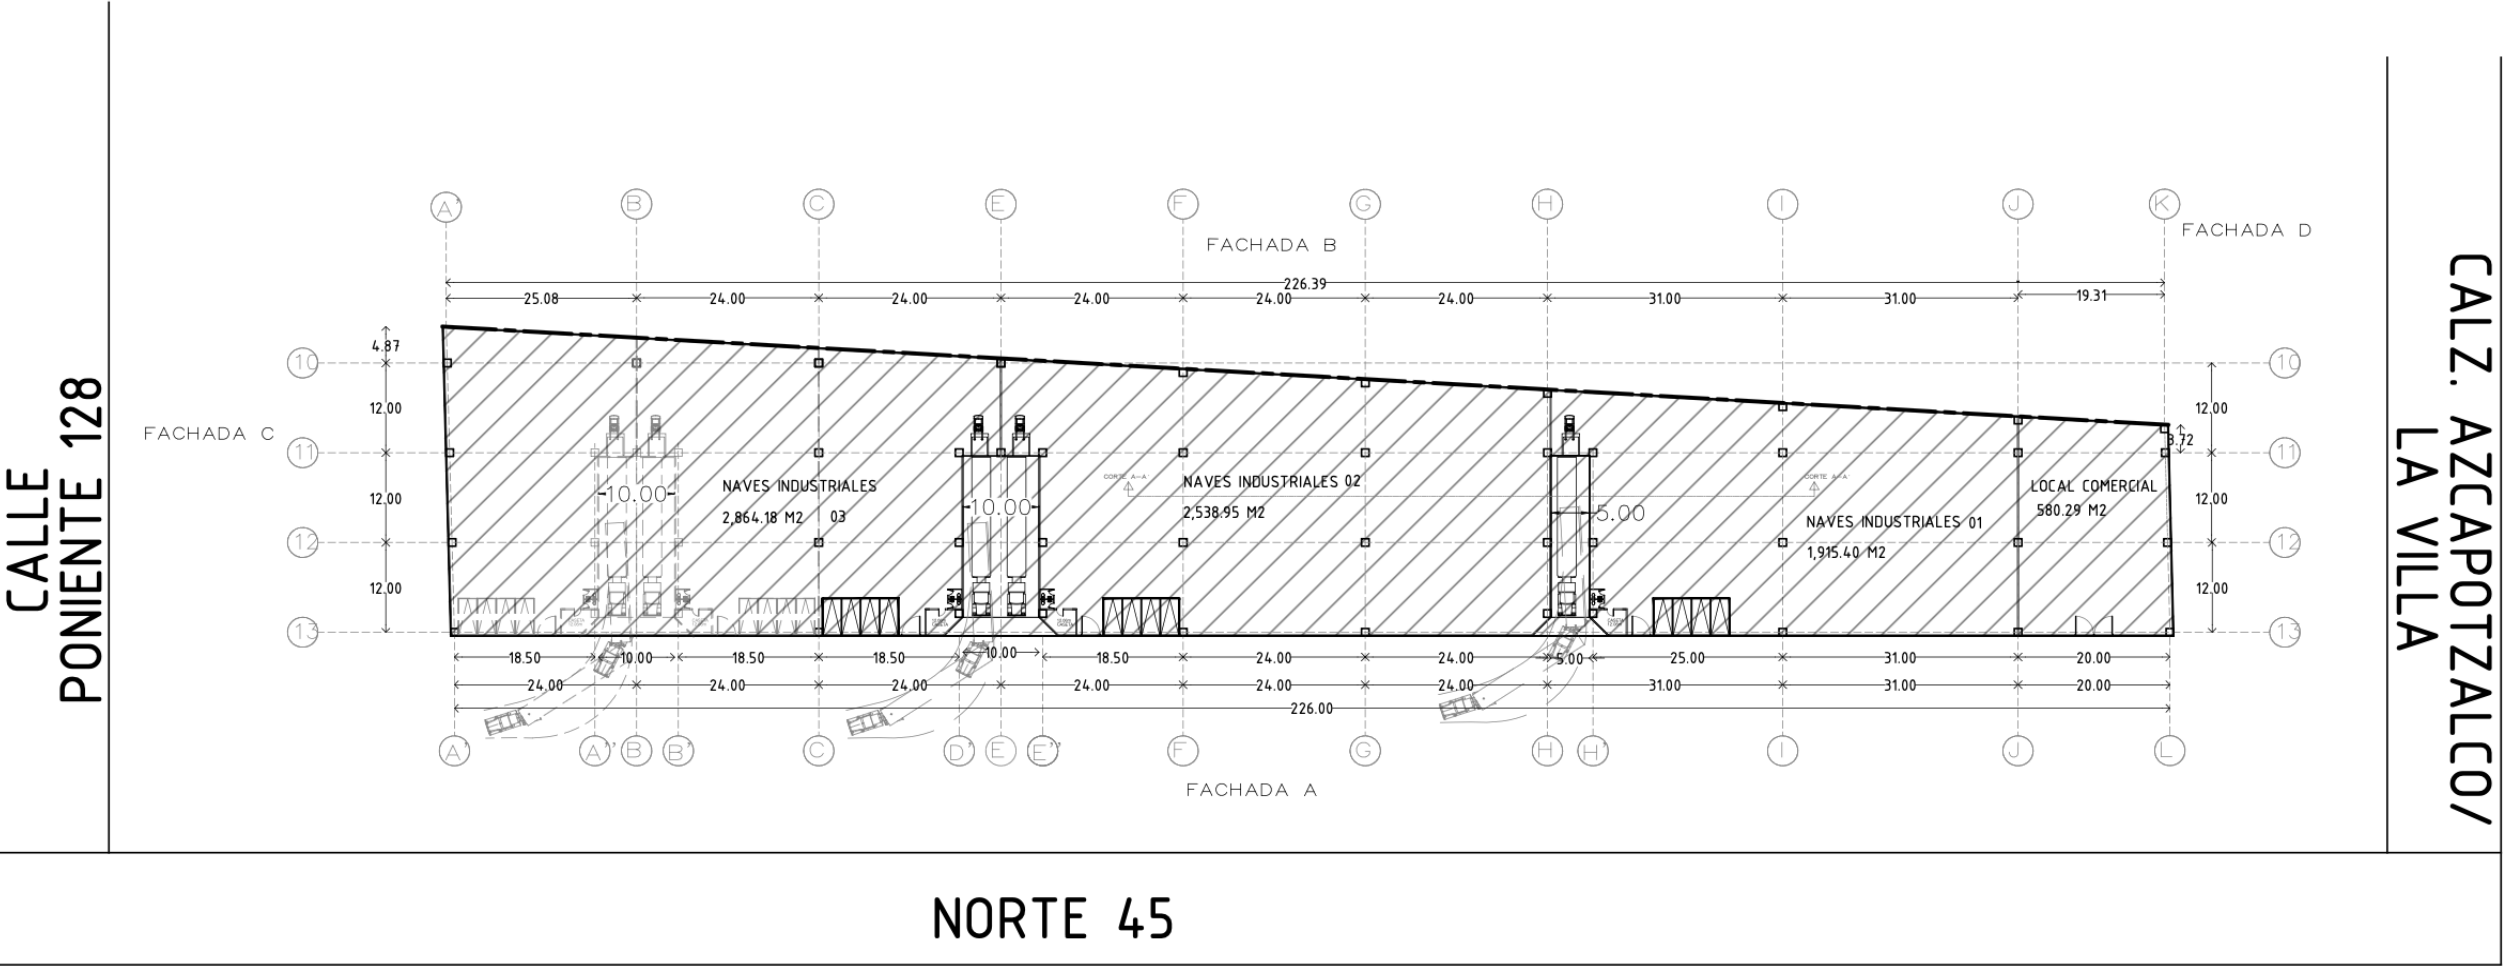 CALLE
PONIENTE 128
CALZ. AZCAPOTZALCO/
LA VILLA
A' B C E F G H I J K
FACHADA B
FACHADA D
226.39
25.08 24.00 24.00 24.00 24.00 24.00 31.00 31.00 19.31
4.87
10 10
12.00 12.00
FACHADA C
3.72
11 11
CORTE A-A CORTE A-A
NAVES INDUSTRIALES
2,864.18 M2 03
NAVES INDUSTRIALES 02
2,538.95 M2
NAVES INDUSTRIALES 01
1,915.40 M2
LOCAL COMERCIAL
580.29 M2
10.00 10.00 5.00
12.00 12.00
12 12
12.00 12.00
13 13
18.50 10.00 18.50 18.50 10.00 18.50 24.00 24.00 5.00 25.00 31.00 20.00
24.00 24.00 24.00 24.00 24.00 24.00 31.00 31.00 20.00
226.00
A' A'' B B' C D' E E'' F G H H' I J L
FACHADA A
NORTE 45